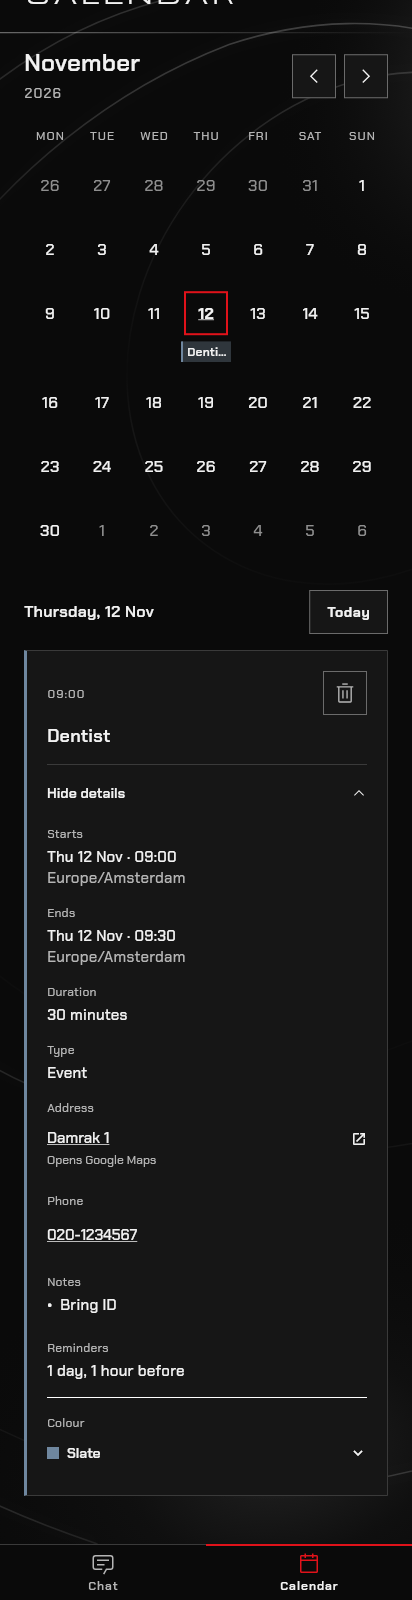 CALENDAR
November
2026
MON TUE WED THU FRI SAT SUN
26 27 28 29 30 31 1
2 3 4 5 6 7 8
9 10 11 12 13 14 15
Denti...
16 17 18 19 20 21 22
23 24 25 26 27 28 29
30 1 2 3 4 5 6
Thursday, 12 Nov
Today
09:00
Dentist
Hide details
Starts
Thu 12 Nov · 09:00
Europe/Amsterdam
Ends
Thu 12 Nov · 09:30
Europe/Amsterdam
Duration
30 minutes
Type
Event
Address
Damrak 1
Opens Google Maps
Phone
020-1234567
Notes
• Bring ID
Reminders
1 day, 1 hour before
Colour
Slate
Chat
Calendar